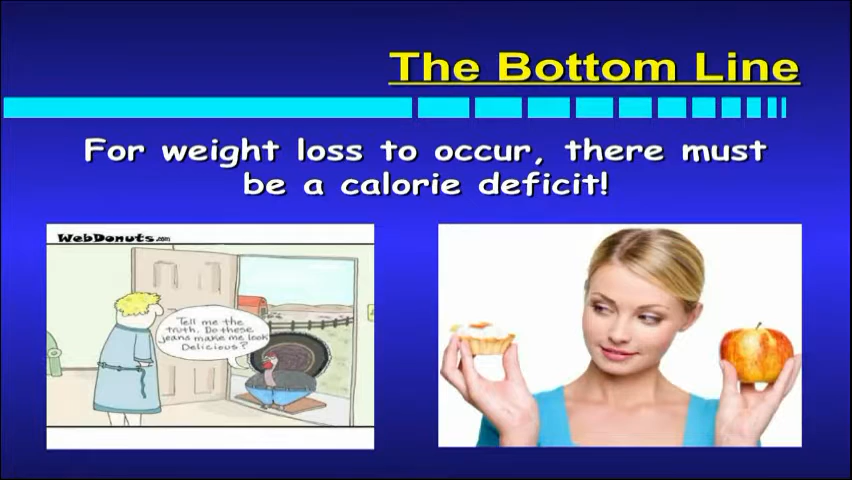 The Bottom Line
For weight loss to occur, there must
be a calorie deficit!
WebDonuts.com
Tell me the
truth. Do these
jeans make me look
Delicious?